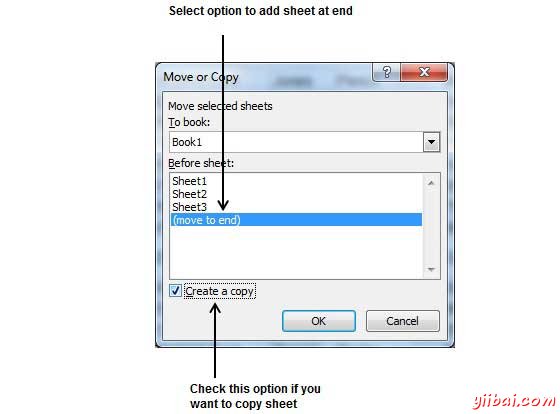 Select option to add sheet at end
Move or Copy
Move selected sheets
To book:
Book1
Before sheet:
Sheet1
Sheet2
Sheet3
(move to end)
Create a copy
OK
Cancel
Check this option if you
want to copy sheet
yiibai.com